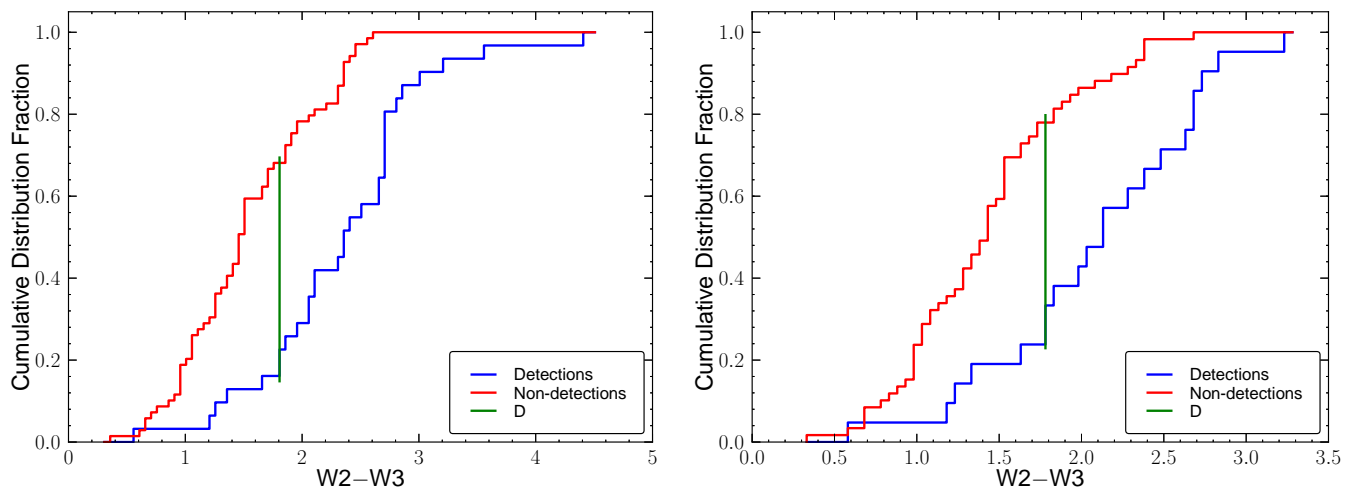 Cumulative Distribution Fraction
1.0
0.8
0.6
0.4
0.2
0.0
0 1 2 3 4 5
W2−W3
Detections
Non-detections
D
Cumulative Distribution Fraction
1.0
0.8
0.6
0.4
0.2
0.0
0.0 0.5 1.0 1.5 2.0 2.5 3.0 3.5
W2−W3
Detections
Non-detections
D